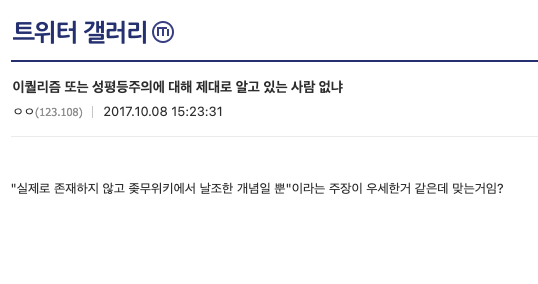 트위터 갤러리 ⓜ
이퀄리즘 또는 성평등주의에 대해 제대로 알고 있는 사람 없냐
ㅇㅇ(123.108) | 2017.10.08 15:23:31
"실제로 존재하지 않고 좆무위키에서 날조한 개념일 뿐"이라는 주장이 우세한거 같은데 맞는거임?